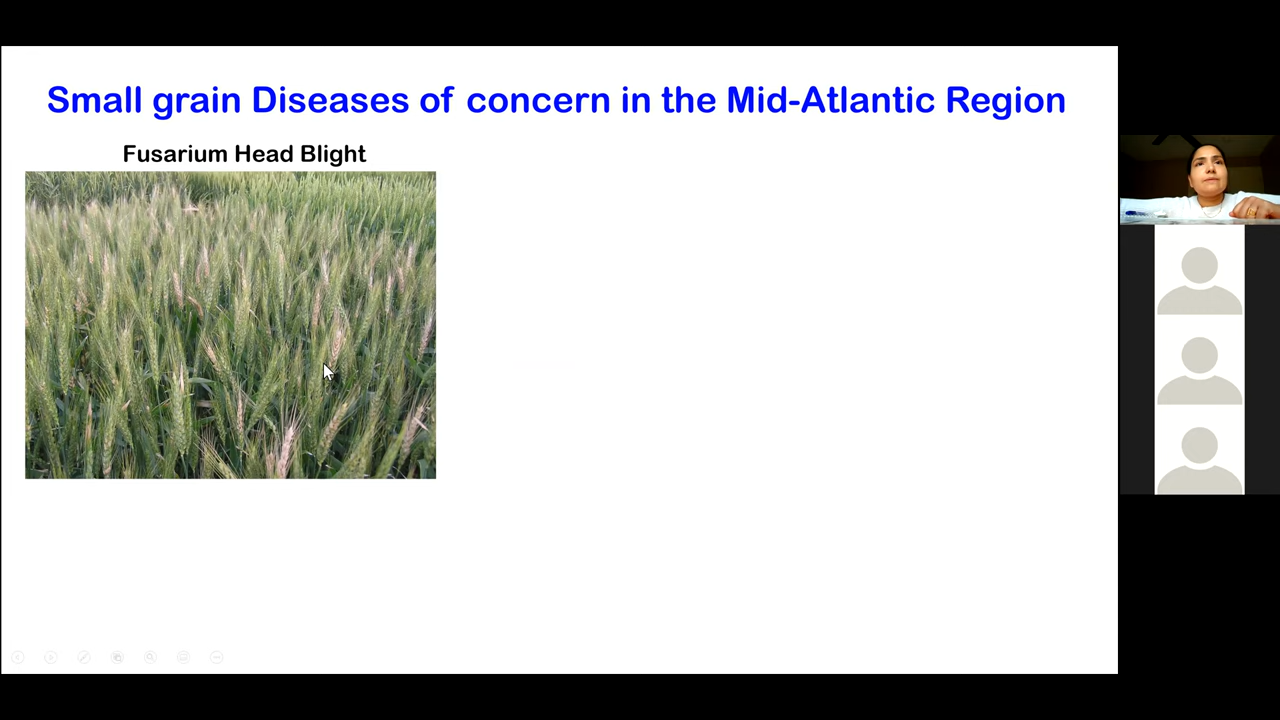 Small grain Diseases of concern in the Mid-Atlantic Region
Fusarium Head Blight